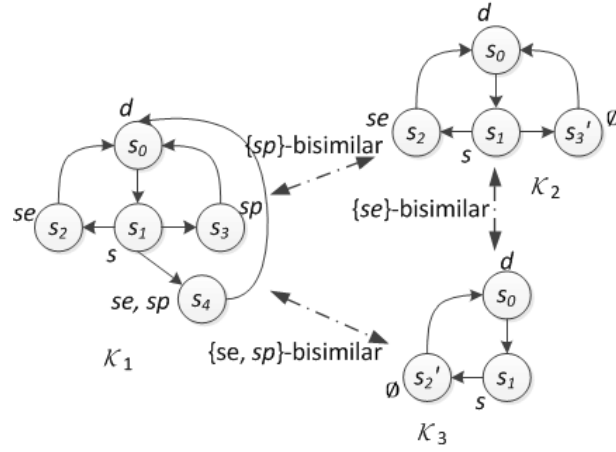 d
s₀
se
s₂
s₁
s
s₃
sp
se, sp
s₄
𝒦₁
{sp}-bisimilar
d
s₀
se
s₂
s₁
s
s₃'
∅
𝒦₂
{se}-bisimilar
{se, sp}-bisimilar
d
s₀
s₂'
∅
s₁
s
𝒦₃